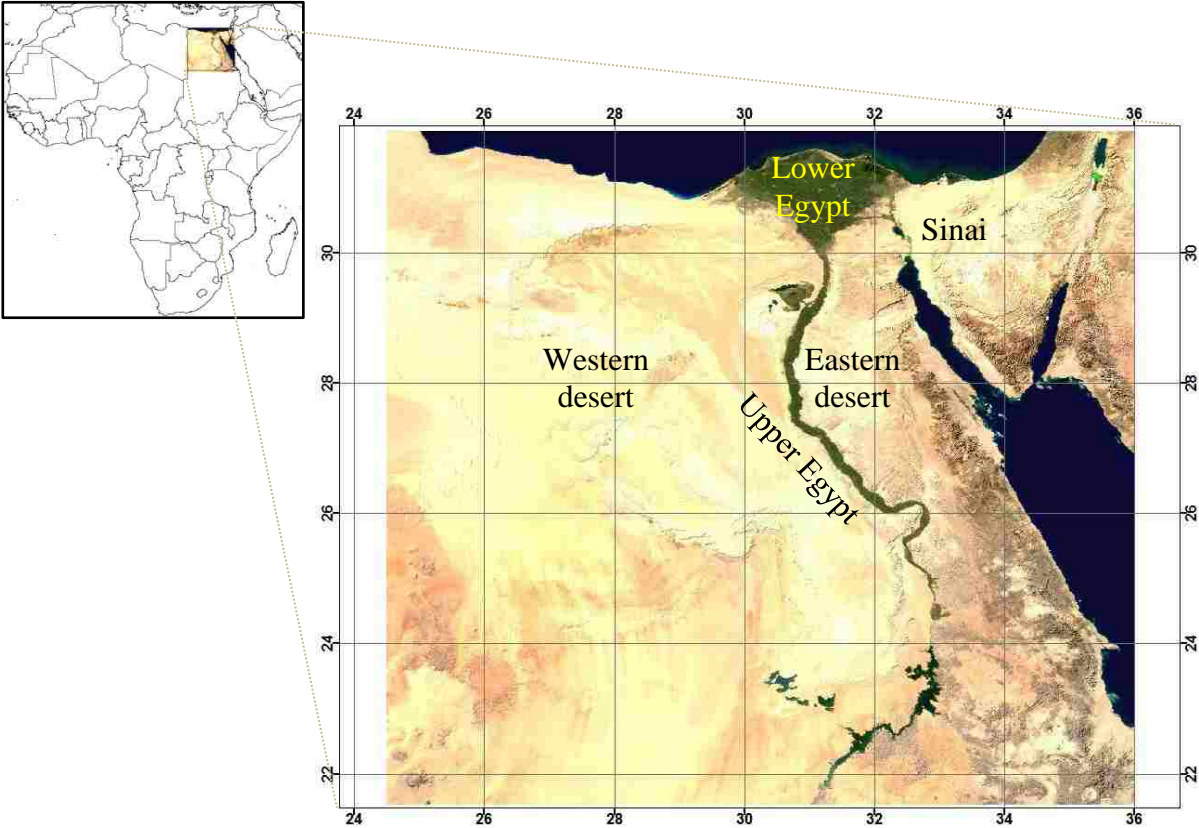 24 26 28 30 32 34 36
Lower
Egypt
Sinai
30 30
Western
desert
Eastern
desert
28 28
Upper Egypt
26 26
24 24
22 22
24 26 28 30 32 34 36